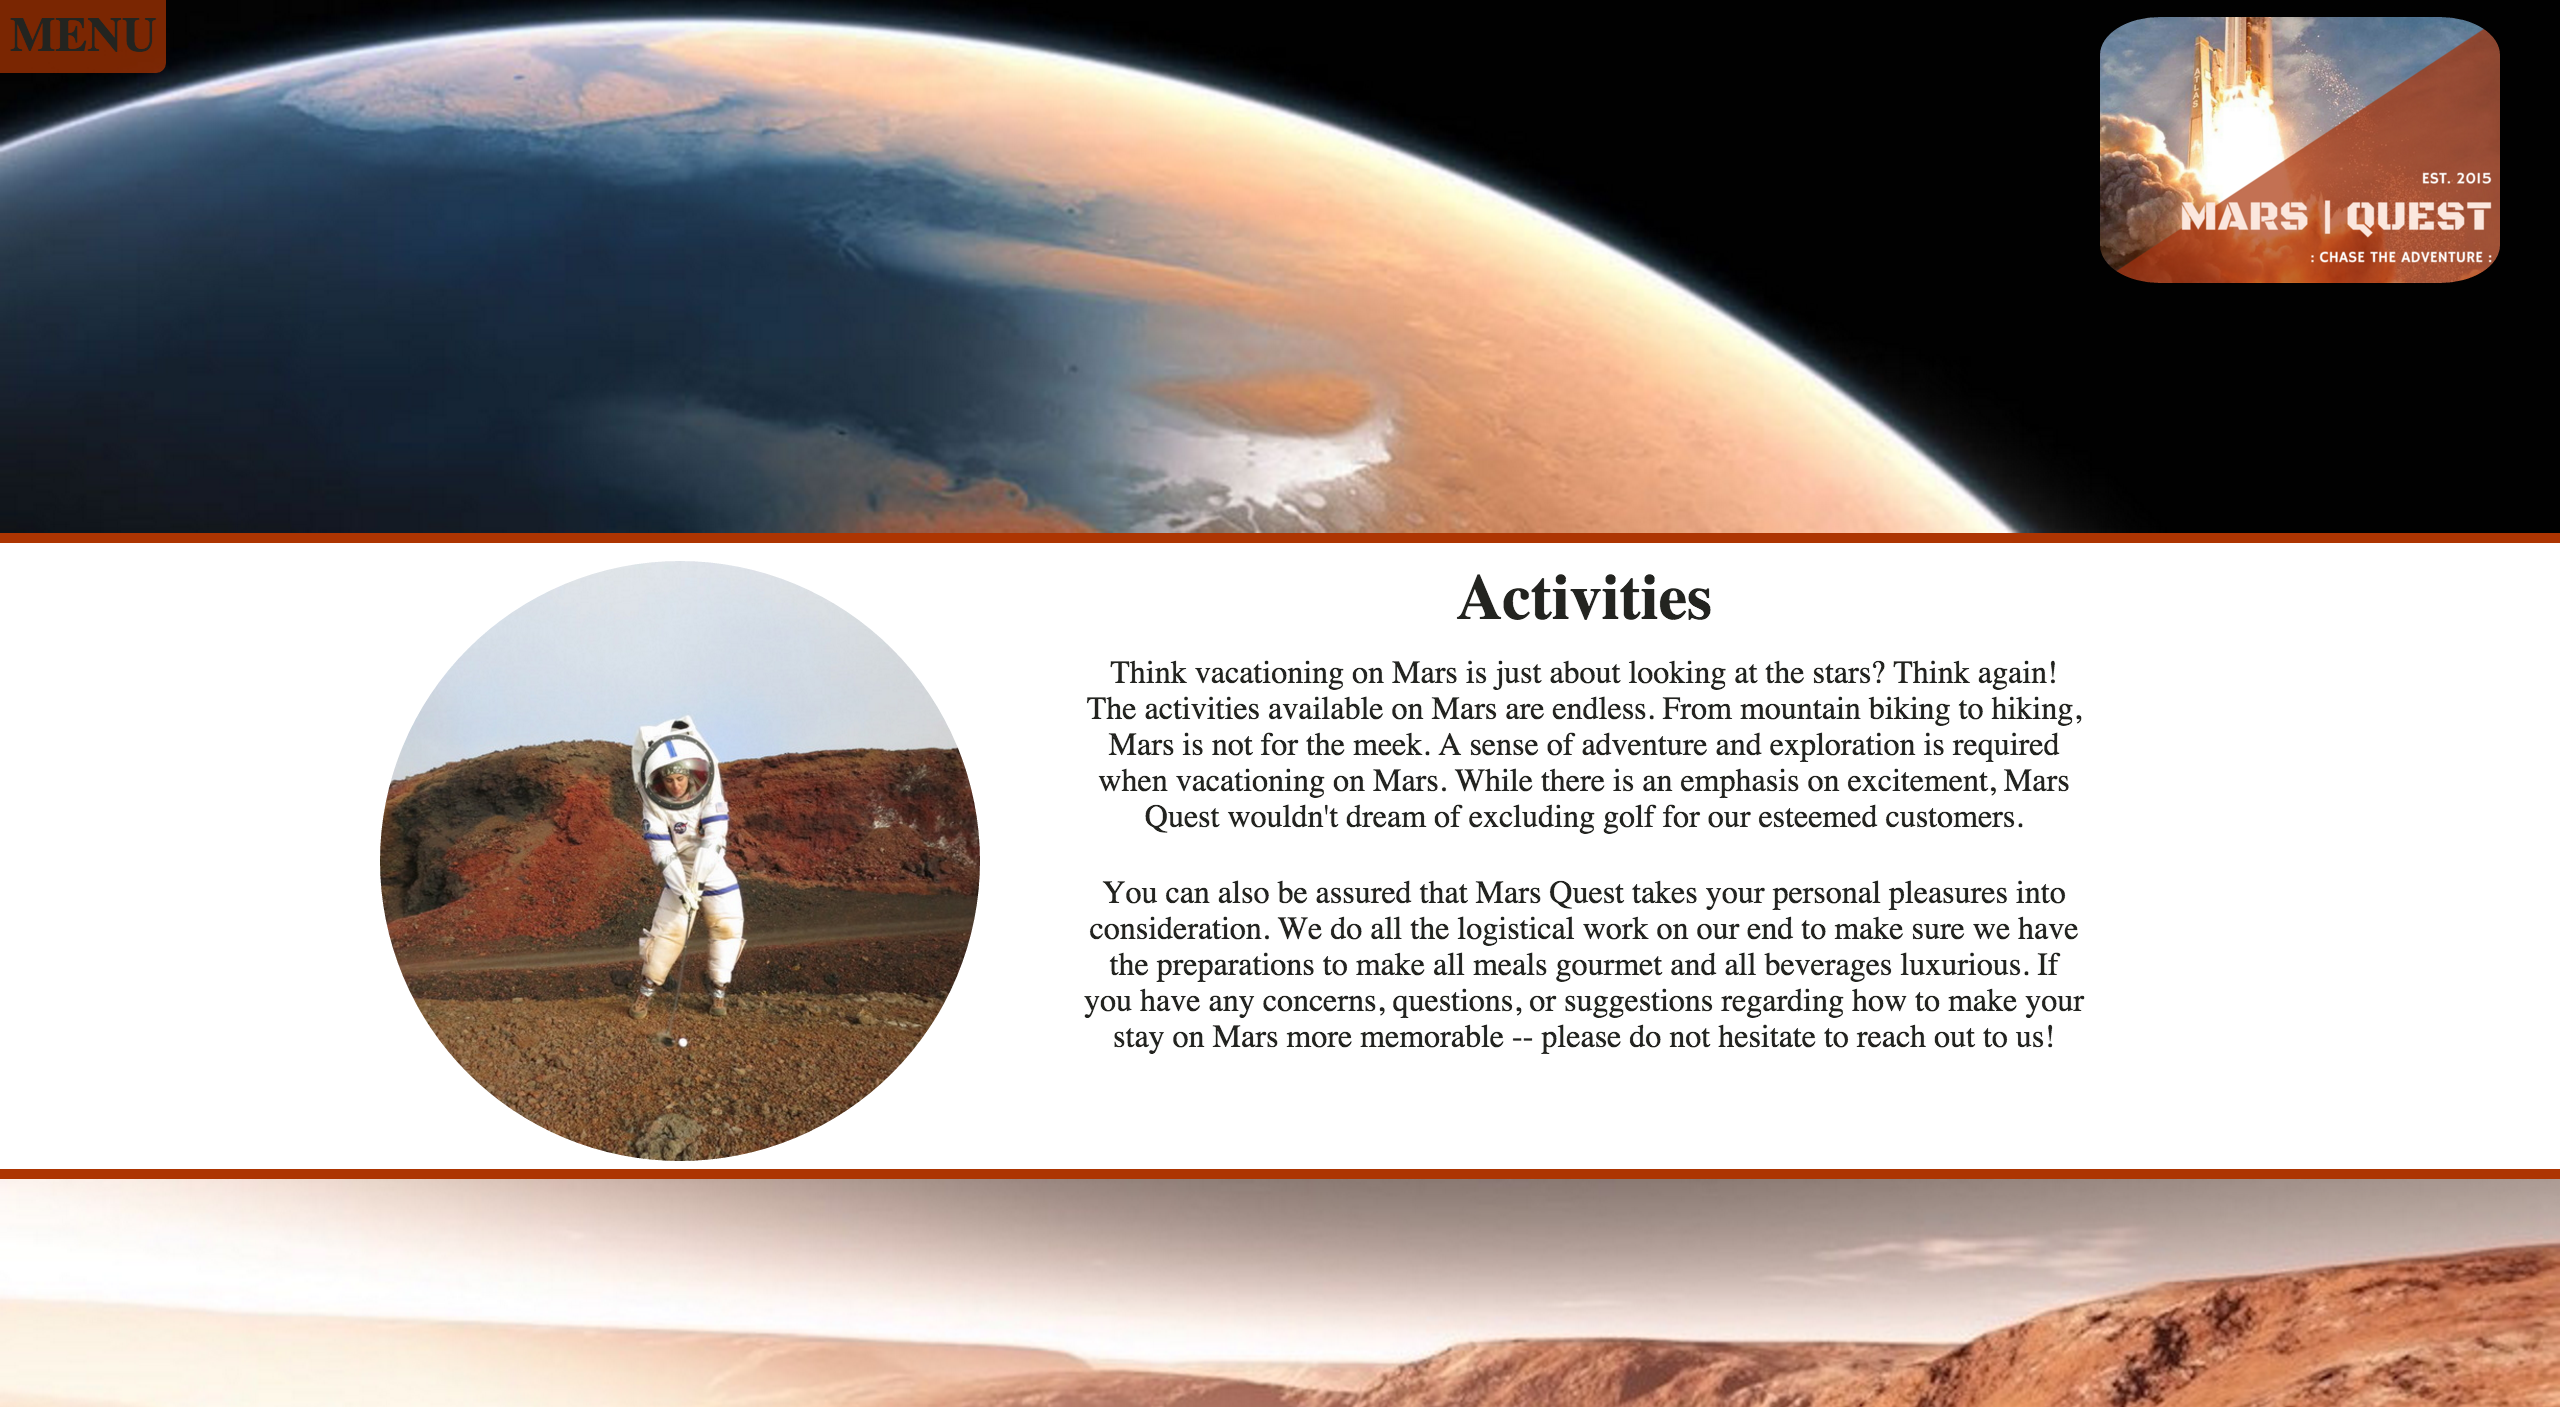 MENU
ATLAS
EST. 2015
MARS | QUEST
: CHASE THE ADVENTURE :
Activities
Think vacationing on Mars is just about looking at the stars? Think again!
The activities available on Mars are endless. From mountain biking to hiking,
Mars is not for the meek. A sense of adventure and exploration is required
when vacationing on Mars. While there is an emphasis on excitement, Mars
Quest wouldn't dream of excluding golf for our esteemed customers.
You can also be assured that Mars Quest takes your personal pleasures into
consideration. We do all the logistical work on our end to make sure we have
the preparations to make all meals gourmet and all beverages luxurious. If
you have any concerns, questions, or suggestions regarding how to make your
stay on Mars more memorable -- please do not hesitate to reach out to us!